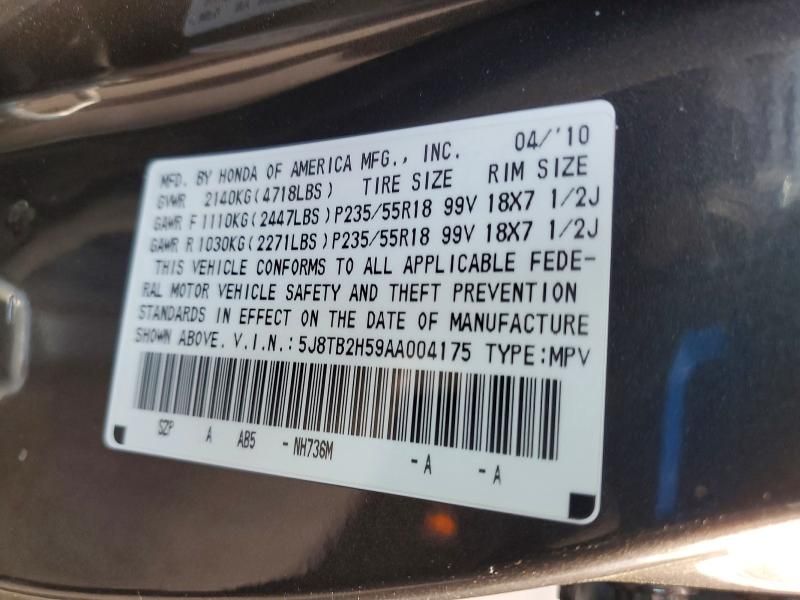 MFD. BY HONDA OF AMERICA MFG., INC. 04/'10
GVWR 2140KG(4718LBS) TIRE SIZE RIM SIZE
GAWR F 1110KG(2447LBS)P235/55R18 99V 18X7 1/2J
GAWR R 1030KG(2271LBS)P235/55R18 99V 18X7 1/2J
THIS VEHICLE CONFORMS TO ALL APPLICABLE FEDE-
RAL MOTOR VEHICLE SAFETY AND THEFT PREVENTION
STANDARDS IN EFFECT ON THE DATE OF MANUFACTURE
SHOWN ABOVE. V.I.N.:5J8TB2H59AA004175 TYPE:MPV
SZP A AB5 -NH736M -A -A